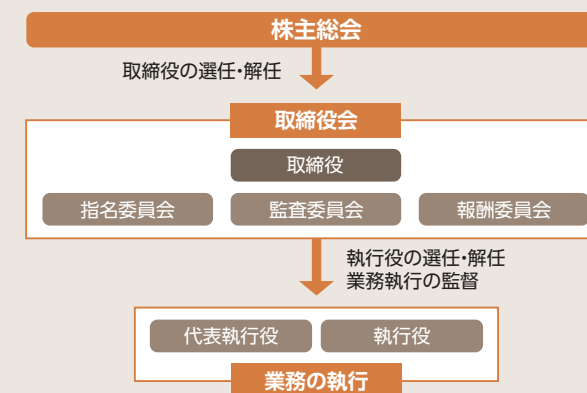 株主総会
取締役の選任・解任
取締役会
取締役
指名委員会 監査委員会 報酬委員会
執行役の選任・解任
業務執行の監督
代表執行役 執行役
業務の執行